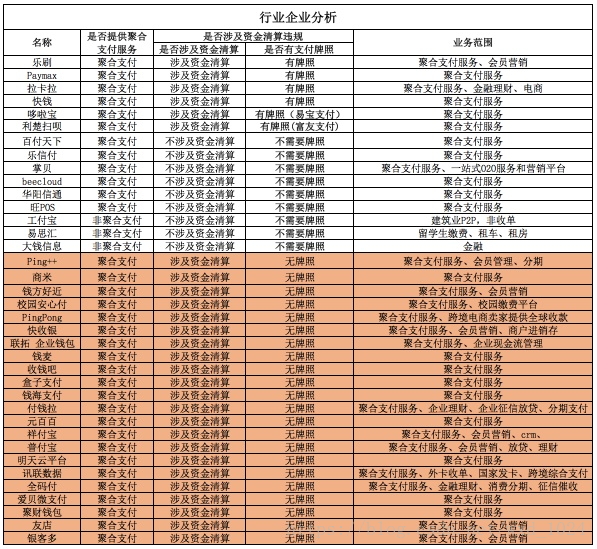 行业企业分析
名称 是否提供聚合支付服务 是否涉及资金清算违规 业务范围
是否涉及资金清算 是否有支付牌照
乐刷 聚合支付 涉及资金清算 有牌照 聚合支付服务、会员营销
Paymax 聚合支付 涉及资金清算 有牌照 聚合支付服务
拉卡拉 聚合支付 涉及资金清算 有牌照 聚合支付服务、金融理财、电商
快钱 聚合支付 涉及资金清算 有牌照 聚合支付服务
哆啦宝 聚合支付 涉及资金清算 有牌照（易宝支付） 聚合支付服务
利楚扫呗 聚合支付 涉及资金清算 有牌照(富友支付) 聚合支付服务
百付天下 聚合支付 不涉及资金清算 不需要牌照 聚合支付服务
乐信付 聚合支付 不涉及资金清算 不需要牌照 聚合支付服务
掌贝 聚合支付 不涉及资金清算 不需要牌照 聚合支付服务、一站式O2O服务和营销平台
beecloud 聚合支付 不涉及资金清算 不需要牌照 聚合支付服务
华阳信通 聚合支付 不涉及资金清算 不需要牌照 聚合支付服务
旺POS 聚合支付 不涉及资金清算 不需要牌照 聚合支付服务
工付宝 非聚合支付 不涉及资金清算 不需要牌照 建筑业P2P，非收单
易思汇 非聚合支付 不涉及资金清算 不需要牌照 留学生缴费、租车、租房
大钱信息 非聚合支付 不涉及资金清算 不需要牌照 金融
Ping++ 聚合支付 涉及资金清算 无牌照 聚合支付服务、会员管理、分期
商米 聚合支付 涉及资金清算 无牌照 聚合支付服务
钱方好近 聚合支付 涉及资金清算 无牌照 聚合支付服务、会员营销
校园安心付 聚合支付 涉及资金清算 无牌照 聚合支付服务、校园缴费平台
PingPong 聚合支付 涉及资金清算 无牌照 聚合支付服务、跨境电商卖家提供全球收款
快收银 聚合支付 涉及资金清算 无牌照 聚合支付服务、会员营销、商户进销存
联拓 企业钱包 聚合支付 涉及资金清算 无牌照 聚合支付服务、企业现金流管理
钱麦 聚合支付 涉及资金清算 无牌照 聚合支付服务
收钱吧 聚合支付 涉及资金清算 无牌照 聚合支付服务
盒子支付 聚合支付 涉及资金清算 无牌照 聚合支付服务
钱海支付 聚合支付 涉及资金清算 无牌照 聚合支付服务
付钱拉 聚合支付 涉及资金清算 无牌照 聚合支付服务、企业理财、企业征信放贷、分期支付
元百百 聚合支付 涉及资金清算 无牌照 聚合支付服务
祥付宝 聚合支付 涉及资金清算 无牌照 聚合支付服务、会员营销、crm、
普付宝 聚合支付 涉及资金清算 无牌照 聚合支付服务、会员营销、放贷、理财
明天云平台 聚合支付 涉及资金清算 无牌照 聚合支付服务
讯联数据 聚合支付 涉及资金清算 无牌照 聚合支付服务、外卡收单、国家发卡、跨境综合支付
全码付 聚合支付 涉及资金清算 无牌照 聚合支付服务、金融理财、消费分期、征信催收
爱贝微支付 聚合支付 涉及资金清算 无牌照 聚合支付服务
聚财钱包 聚合支付 涉及资金清算 无牌照 聚合支付服务
友店 聚合支付 涉及资金清算 无牌照 聚合支付服务、会员营销
银客多 聚合支付 涉及资金清算 无牌照 聚合支付服务、会员营销